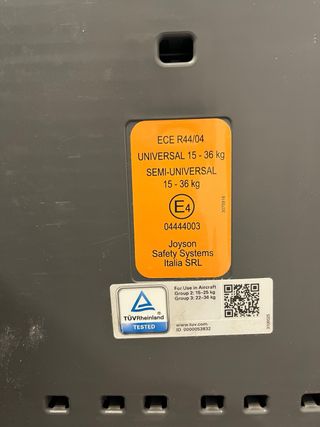 ECE R44/04
UNIVERSAL 15 - 36 kg
SEMI-UNIVERSAL
15 - 36 kg
E4
04444003
Joyson
Safety Systems
Italia SRL
For Use in Aircraft
Group 2: 15-25 kg
Group 3: 22-36 kg
TÜVRheinland
TESTED
www.tuv.com
ID 0000053832